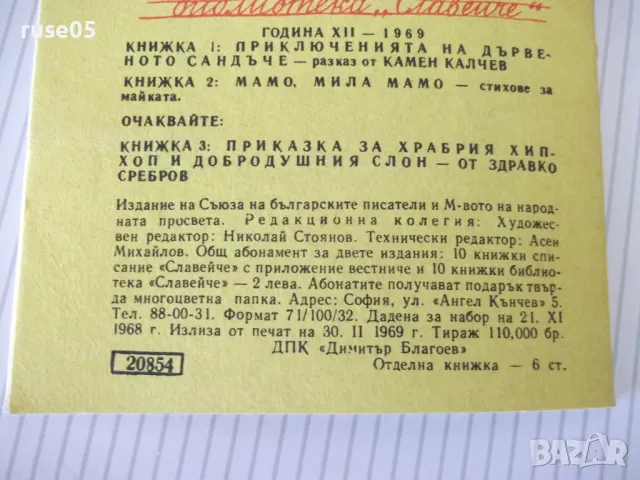 ruse05
библиотека „Славейче“
ГОДИНА XII — 1969
КНИЖКА 1: ПРИКЛЮЧЕНИЯТА НА ДЪРВЕ-
НОТО САНДЪЧЕ — разказ от КАМЕН КАЛЧЕВ
КНИЖКА 2: МАМО, МИЛА МАМО — стихове за
майката.
ОЧАКВАЙТЕ:
КНИЖКА 3: ПРИКАЗКА ЗА ХРАБРИЯ ХИП-
ХОП И ДОБРОДУШНИЯ СЛОН — ОТ ЗДРАВКО
СРЕБРОВ
Издание на Съюза на българските писатели и М-вото на народ-
ната просвета. Редакционна колегия: Художес-
вен редактор: Николай Стоянов. Технически редактор: Асен
Михайлов. Общ абонамент за двете издания: 10 книжки спи-
сание «Славейче» с приложение вестниче и 10 книжки библио-
тека «Славейче» — 2 лева. Абонатите получават подарък твър-
да многоцветна папка. Адрес: София, ул. «Ангел Кънчев» 5.
Тел. 88-00-31. Формат 71/100/32. Дадена за набор на 21. XI
1968 г. Излиза от печат на 30. II 1969 г. Тираж 110,000 бр.
ДПК «Димитър Благоев»
20854
Отделна книжка — 6 ст.
BAZAR
bg